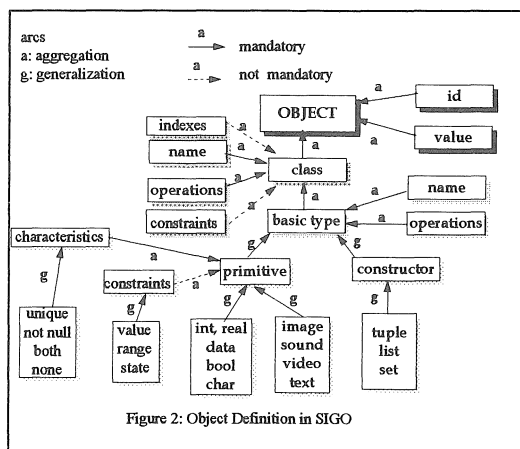 arcs
a: aggregation
g: generalization
a
mandatory
a
not mandatory
OBJECT
a
id
a
value
a
indexes
a
name
a
class
operations
a
constraints
a
a
basic type
a
name
a
operations
characteristics
g
a
g
primitive
g
constructor
constraints
a
g
g
g
g
unique
not null
both
none
value
range
state
int, real
data
bool
char
image
sound
video
text
tuple
list
set
Figure 2: Object Definition in SIGO